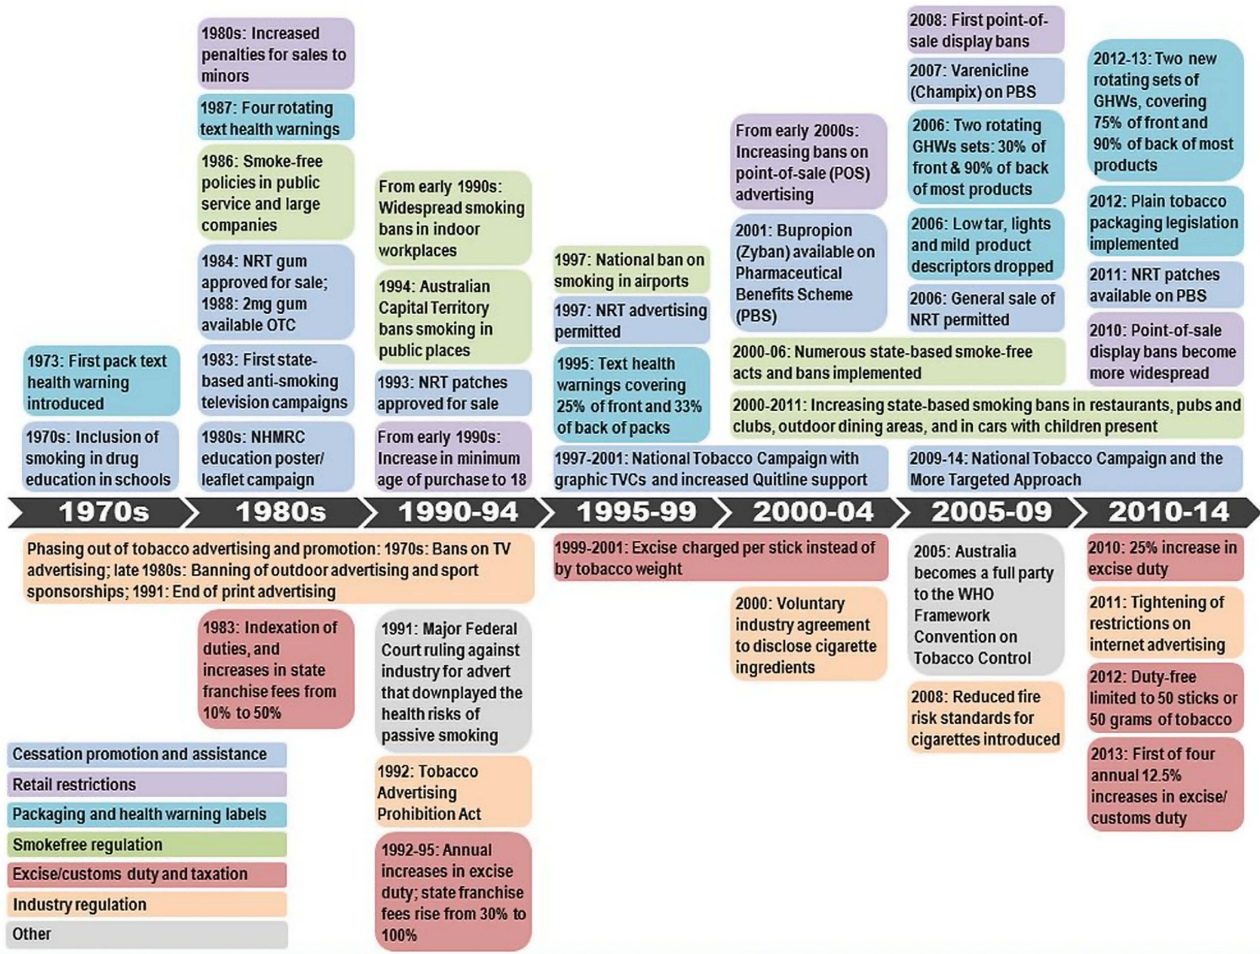 1973: First pack text
health warning
introduced
1970s: Inclusion of
smoking in drug
education in schools
1980s: Increased
penalties for sales to
minors
1987: Four rotating
text health warnings
1986: Smoke-free
policies in public
service and large
companies
1984: NRT gum
approved for sale;
1988: 2mg gum
available OTC
1983: First state-
based anti-smoking
television campaigns
1980s: NHMRC
education poster/
leaflet campaign
From early 1990s:
Widespread smoking
bans in indoor
workplaces
1994: Australian
Capital Territory
bans smoking in
public places
1993: NRT patches
approved for sale
From early 1990s:
Increase in minimum
age of purchase to 18
1997: National ban on
smoking in airports
1997: NRT advertising
permitted
1995: Text health
warnings covering
25% of front and 33%
of back of packs
1997-2001: National Tobacco Campaign with
graphic TVCs and increased Quitline support
From early 2000s:
Increasing bans on
point-of-sale (POS)
advertising
2001: Bupropion
(Zyban) available on
Pharmaceutical
Benefits Scheme
(PBS)
2000-06: Numerous state-based smoke-free
acts and bans implemented
2000-2011: Increasing state-based smoking bans in restaurants, pubs and
clubs, outdoor dining areas, and in cars with children present
2008: First point-of-
sale display bans
2007: Varenicline
(Champix) on PBS
2006: Two rotating
GHWs sets: 30% of
front & 90% of back
of most products
2006: Low tar, lights
and mild product
descriptors dropped
2006: General sale of
NRT permitted
2009-14: National Tobacco Campaign and the
More Targeted Approach
2012-13: Two new
rotating sets of
GHWs, covering
75% of front and
90% of back of most
products
2012: Plain tobacco
packaging legislation
implemented
2011: NRT patches
available on PBS
2010: Point-of-sale
display bans become
more widespread
1970s
1980s
1990-94
1995-99
2000-04
2005-09
2010-14
Phasing out of tobacco advertising and promotion: 1970s: Bans on TV
advertising; late 1980s: Banning of outdoor advertising and sport
sponsorships; 1991: End of print advertising
1983: Indexation of
duties, and
increases in state
franchise fees from
10% to 50%
1991: Major Federal
Court ruling against
industry for advert
that downplayed the
health risks of
passive smoking
1992: Tobacco
Advertising
Prohibition Act
1992-95: Annual
increases in excise
duty; state franchise
fees rise from 30% to
100%
1999-2001: Excise charged per stick instead of
by tobacco weight
2000: Voluntary
industry agreement
to disclose cigarette
ingredients
2005: Australia
becomes a full party
to the WHO
Framework
Convention on
Tobacco Control
2008: Reduced fire
risk standards for
cigarettes introduced
2010: 25% increase in
excise duty
2011: Tightening of
restrictions on
internet advertising
2012: Duty-free
limited to 50 sticks or
50 grams of tobacco
2013: First of four
annual 12.5%
increases in excise/
customs duty
Cessation promotion and assistance
Retail restrictions
Packaging and health warning labels
Smokefree regulation
Excise/customs duty and taxation
Industry regulation
Other